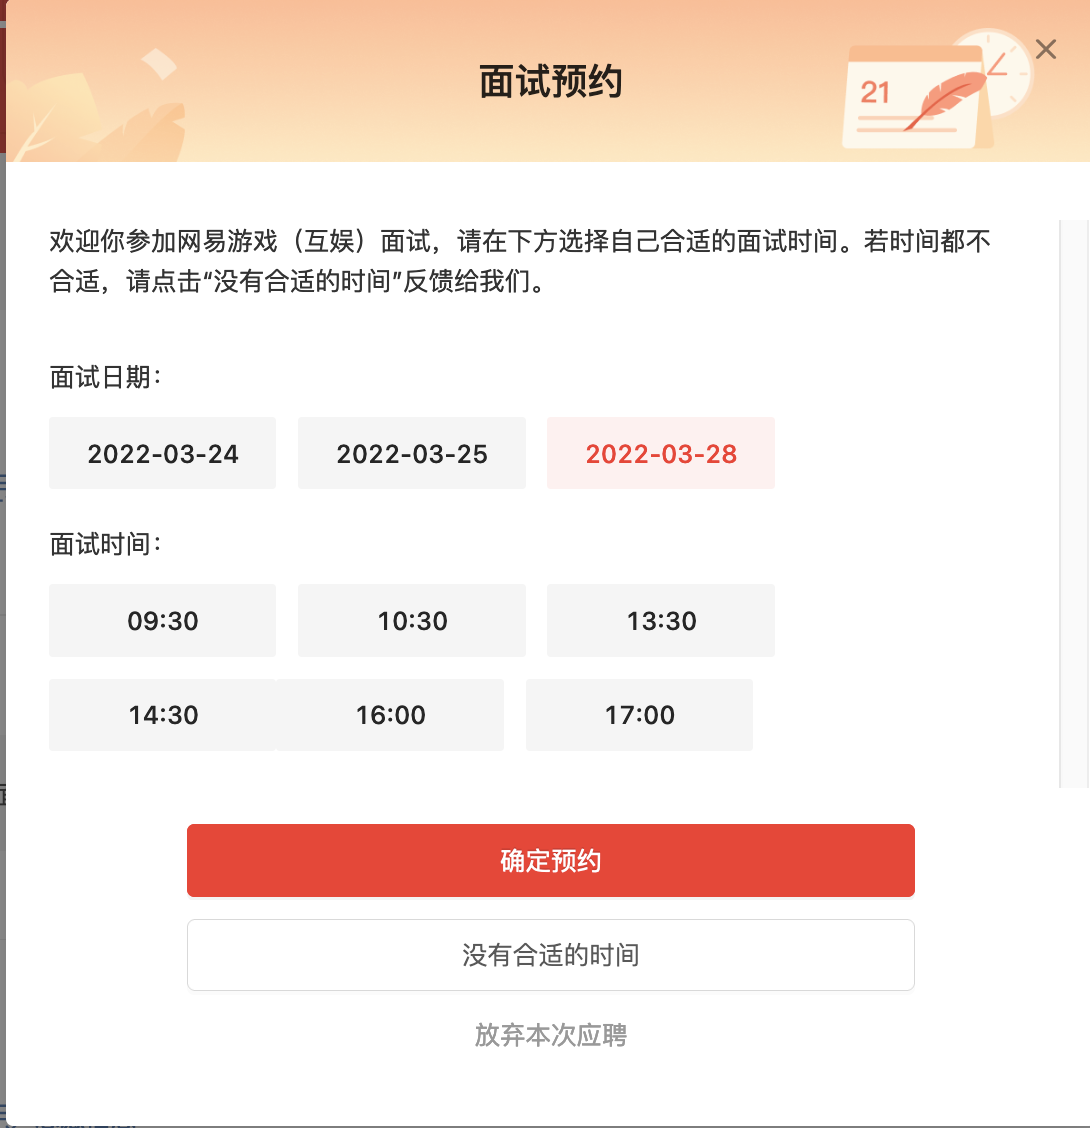 面试预约
21
欢迎你参加网易游戏（互娱）面试，请在下方选择自己合适的面试时间。若时间都不
合适，请点击“没有合适的时间”反馈给我们。
面试日期：
2022-03-24 2022-03-25 2022-03-28
面试时间：
09:30 10:30 13:30
14:30 16:00 17:00
确定预约
没有合适的时间
放弃本次应聘